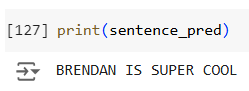 [127] print(sentence_pred)
BRENDAN IS SUPER COOL